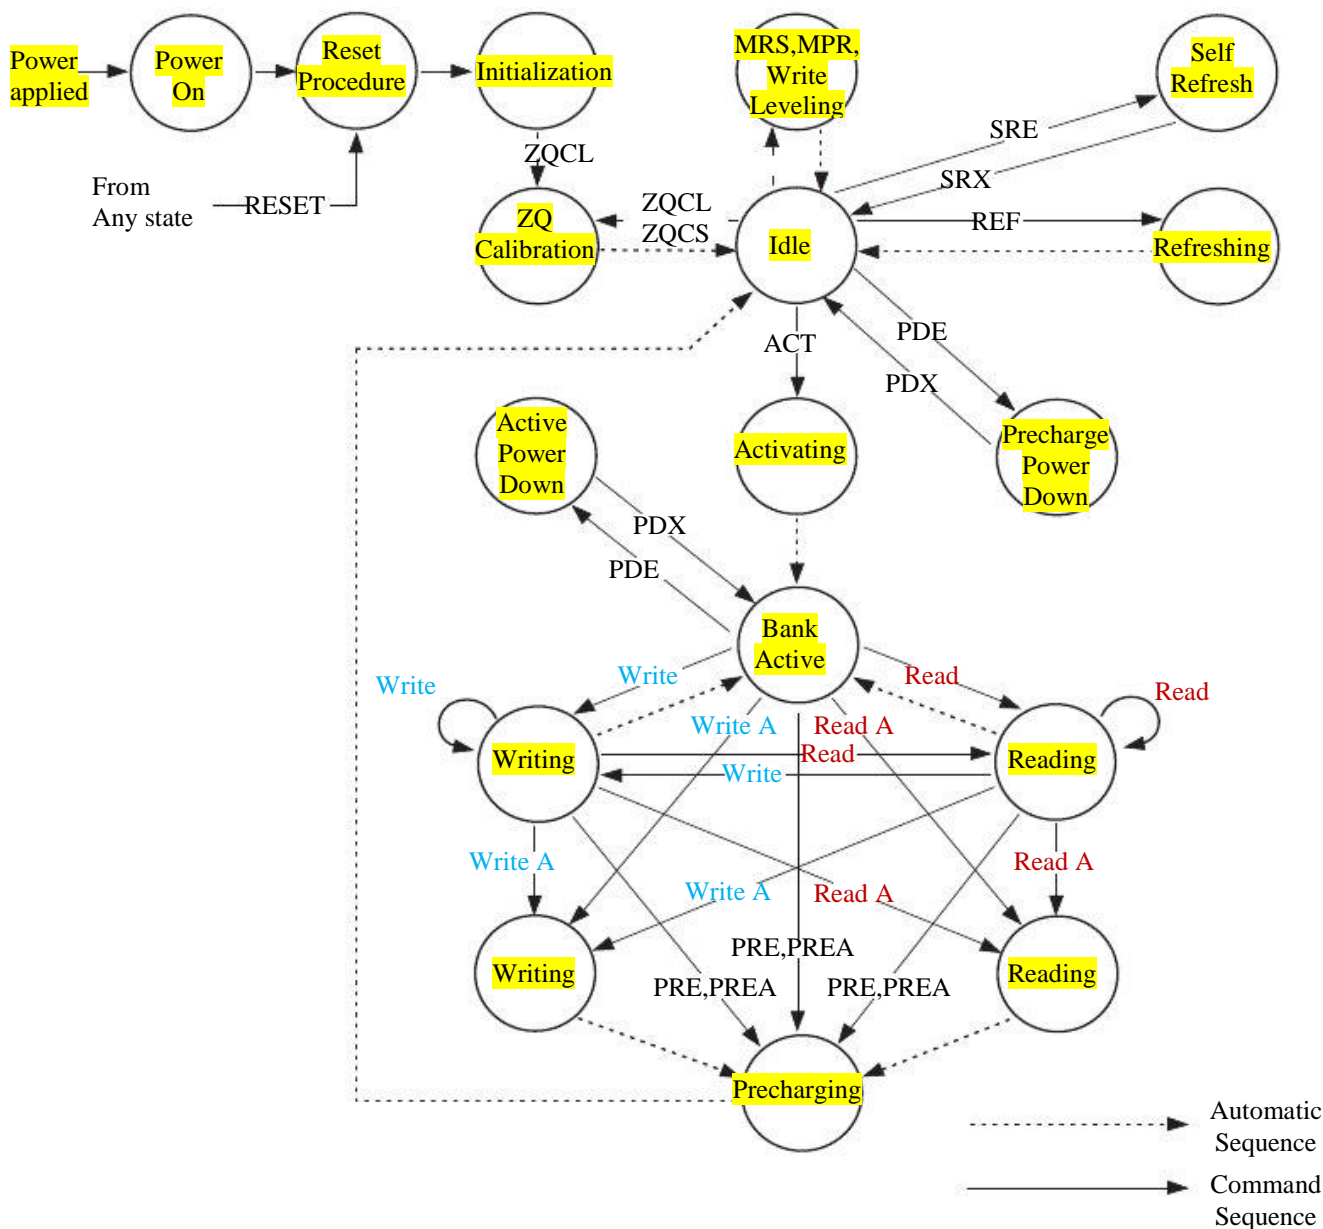 Power
applied
Power
On
Reset
Procedure
Initialization
MRS,MPR,
Write
Leveling
Self
Refresh
ZQCL
SRE
SRX
From
Any state
RESET
ZQ
Calibration
ZQCL
ZQCS
Idle
REF
Refreshing
ACT
PDE
PDX
Active
Power
Down
Activating
Precharge
Power
Down
PDX
PDE
Bank
Active
Write
Write
Read
Read
Write A
Read A
Writing
Read
Write
Reading
Write A
Read A
Write A
Read A
PRE,PREA
Writing
PRE,PREA
PRE,PREA
Reading
Precharging
Automatic
Sequence
Command
Sequence